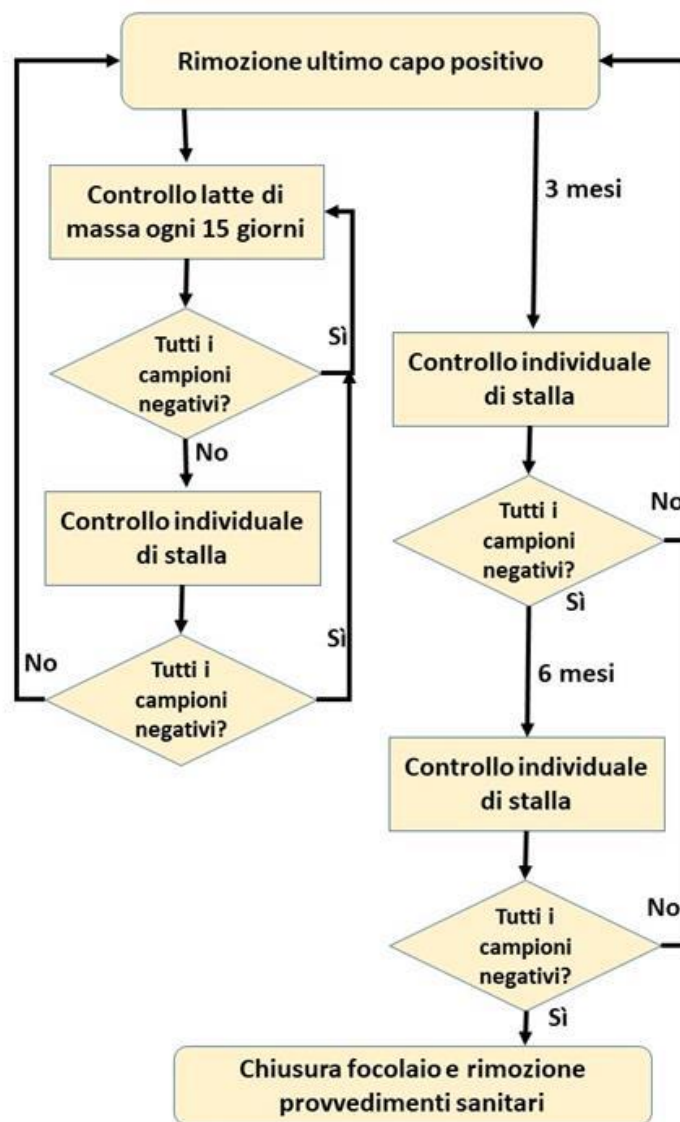 Rimozione ultimo capo positivo
Controllo latte di
massa ogni 15 giorni
Tutti i
campioni
negativi?
Sì
No
Controllo individuale
di stalla
Tutti i
campioni
negativi?
No
Sì
3 mesi
Controllo individuale
di stalla
Tutti i
campioni
negativi?
No
Sì
6 mesi
Controllo individuale
di stalla
Tutti i
campioni
negativi?
No
Sì
Chiusura focolaio e rimozione
provvedimenti sanitari